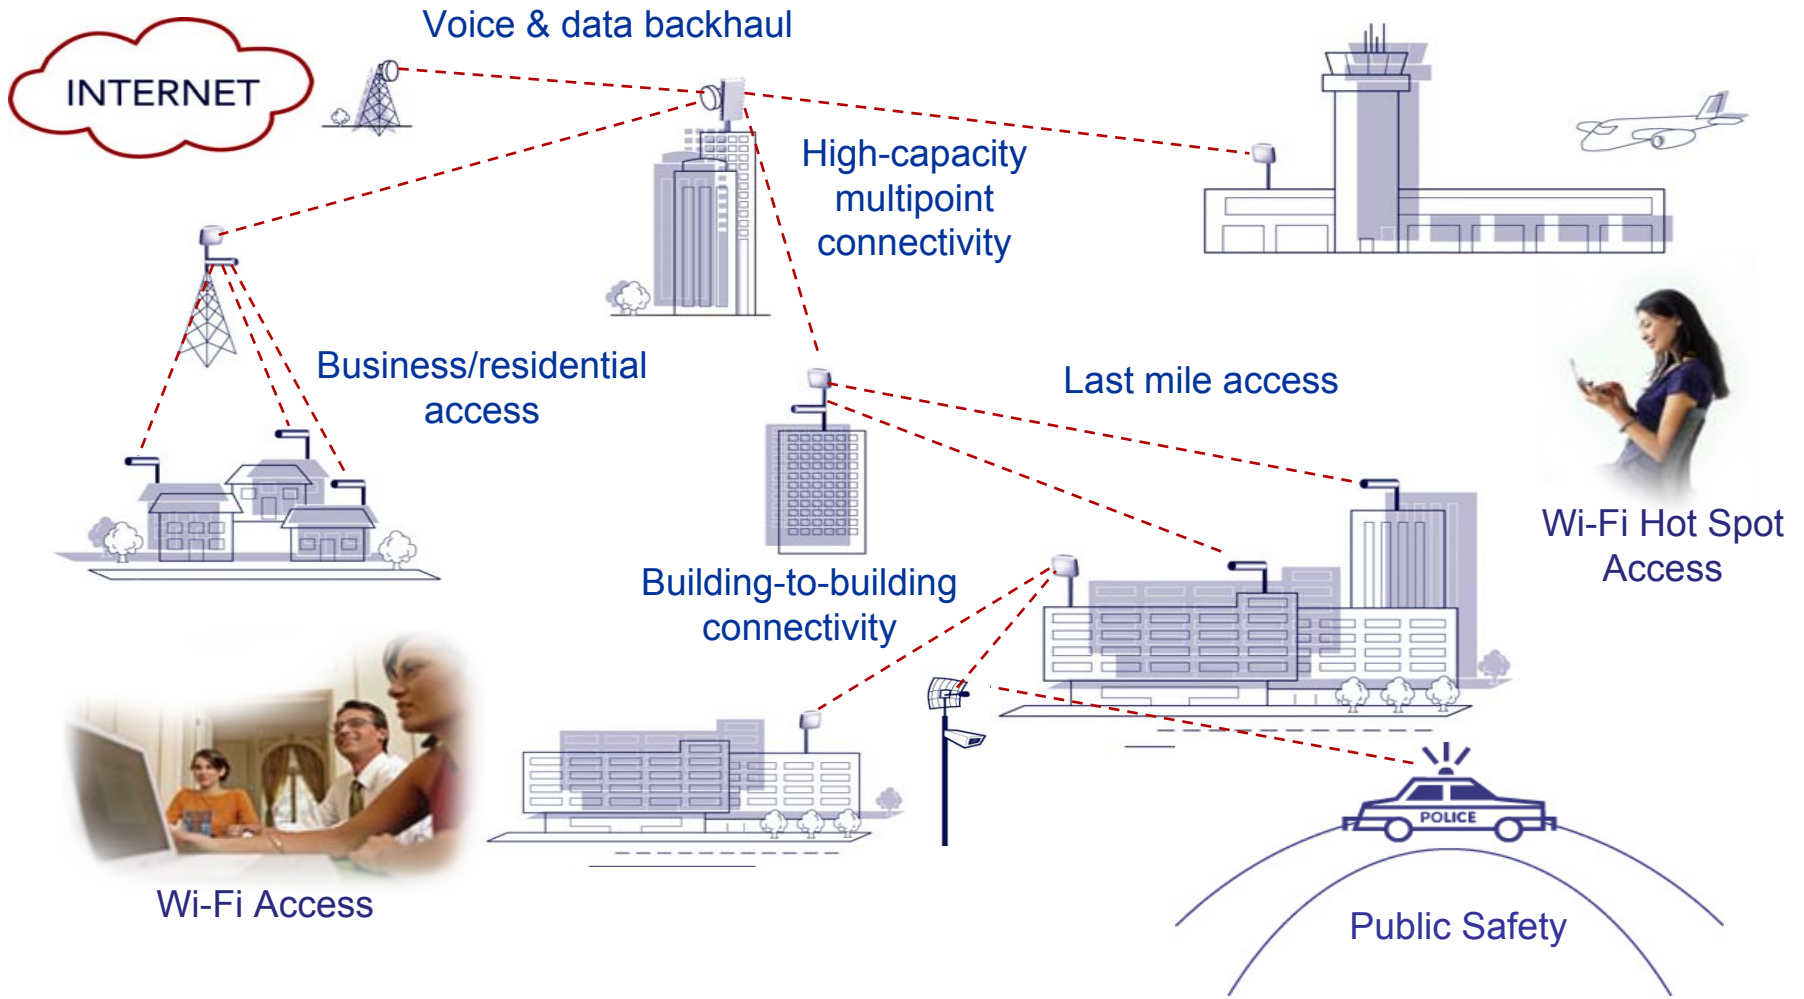 Voice & data backhaul
INTERNET
High-capacity
multipoint
connectivity
Business/residential
access
Last mile access
Wi-Fi Hot Spot
Access
Building-to-building
connectivity
POLICE
Wi-Fi Access
Public Safety